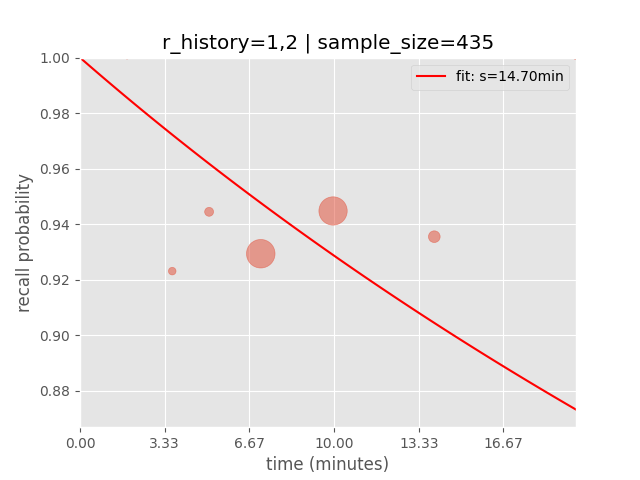 r_history=1,2 | sample_size=435
fit: s=14.70min
recall probability
1.00
0.98
0.96
0.94
0.92
0.90
0.88
0.00 3.33 6.67 10.00 13.33 16.67
time (minutes)